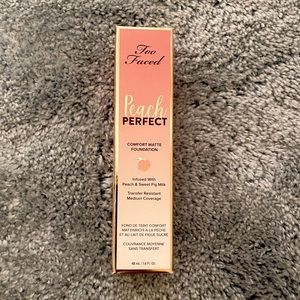 Too
Faced
Peach
PERFECT
COMFORT MATTE
FOUNDATION
Infused With
Peach & Sweet Fig Milk
Transfer Resistant
Medium Coverage
FOND DE TEINT CONFORT
MAT ENRICHI À LA PÊCHE
ET AU LAIT DE FIGUE SUCRÉ
COUVRANCE MOYENNE
SANS TRANSFERT
48 mL / 1.6 FL. OZ.